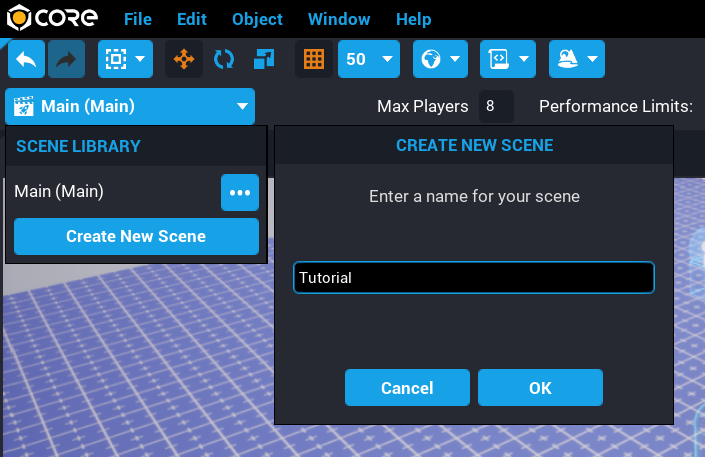 CORE File Edit Object Window Help
50
Main (Main) Max Players 8 Performance Limits:
SCENE LIBRARY
Main (Main)
Create New Scene
CREATE NEW SCENE
Enter a name for your scene
Tutorial
Cancel OK